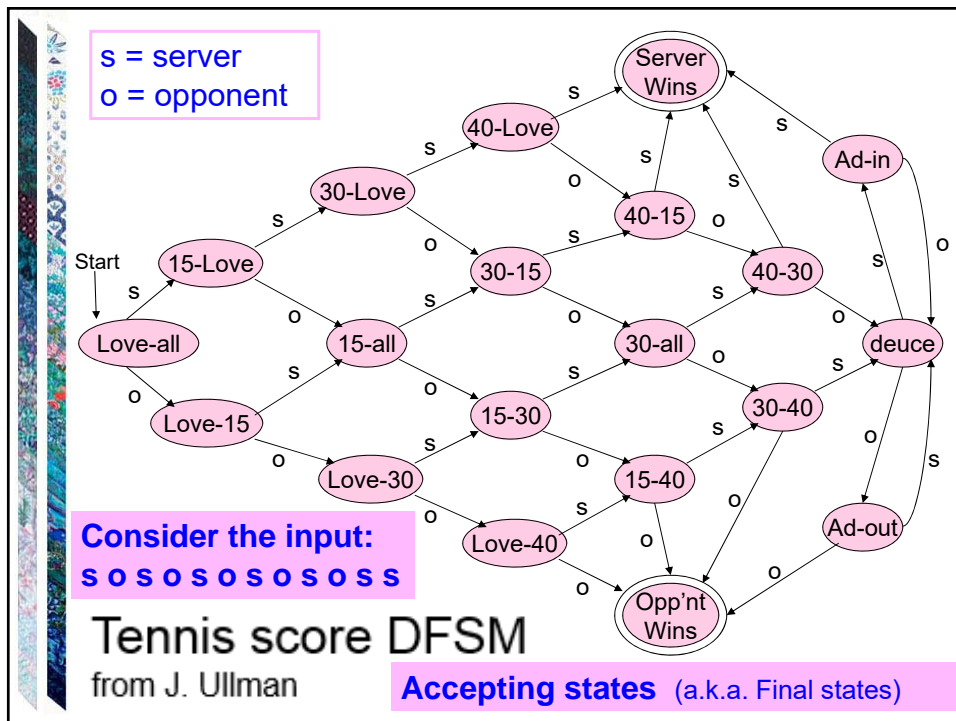 s = server
o = opponent
Server
Wins
s
s
40-Love
s
Ad-in
s
s
30-Love
o
s
40-15
o
s
o
s
s
Start
15-Love
o
30-15
40-30
s
s
o
s
o
s
o
Love-all
15-all
30-all
deuce
o
s
o
s
o
s
Love-15
15-30
30-40
o
o
s
s
s
o
Love-30
15-40
o
s
o
Ad-out
Consider the input:
s o s o s o s o s o s s
Love-40
o
o
o
Opp'nt
Wins
Tennis score DFSM
from J. Ullman
Accepting states (a.k.a. Final states)